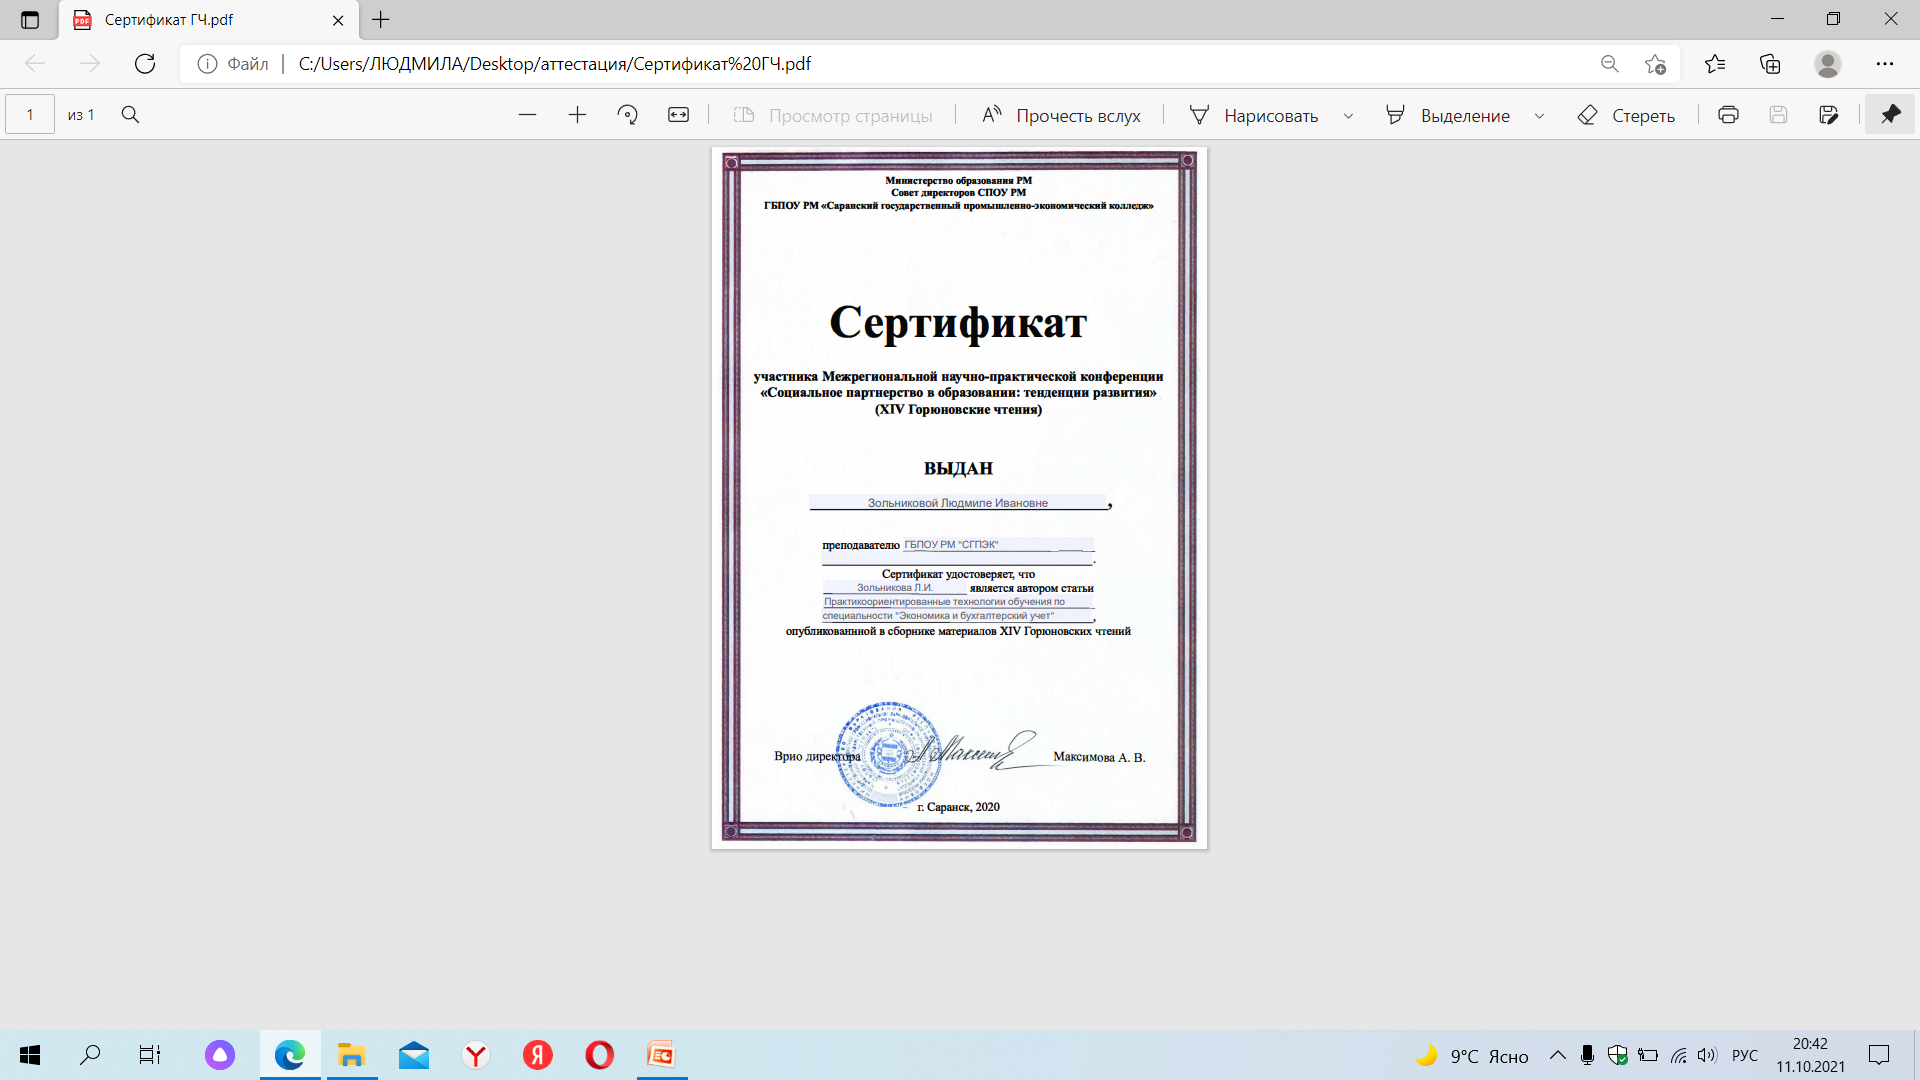 Сертификат ГЧ.pdf
Файл
C:/Users/ЛЮДМИЛА/Desktop/аттестация/Сертификат%20ГЧ.pdf
1 из 1
Просмотр страницы
Прочесть вслух
Нарисовать
Выделение
Стереть
Министерство образования РМ
Совет директоров СПОУ РМ
ГБПОУ РМ «Саранский государственный промышленно-экономический колледж»
Сертификат
участника Межрегиональной научно-практической конференции
«Социальное партнерство в образовании: тенденции развития»
(XIV Горюновские чтения)
ВЫДАН
Зольниковой Людмиле Ивановне,
преподавателю ГБПОУ РМ "СГПЭК"
.
Сертификат удостоверяет, что
Зольникова Л.И. является автором статьи
Практикоориентированные технологии обучения по
специальности "Экономика и бухгалтерский учет",
опубликованной в сборнике материалов XIV Горюновских чтений
Врио директора
Максимова А. В.
г. Саранск, 2020
9°C Ясно
РУС
20:42
11.10.2021